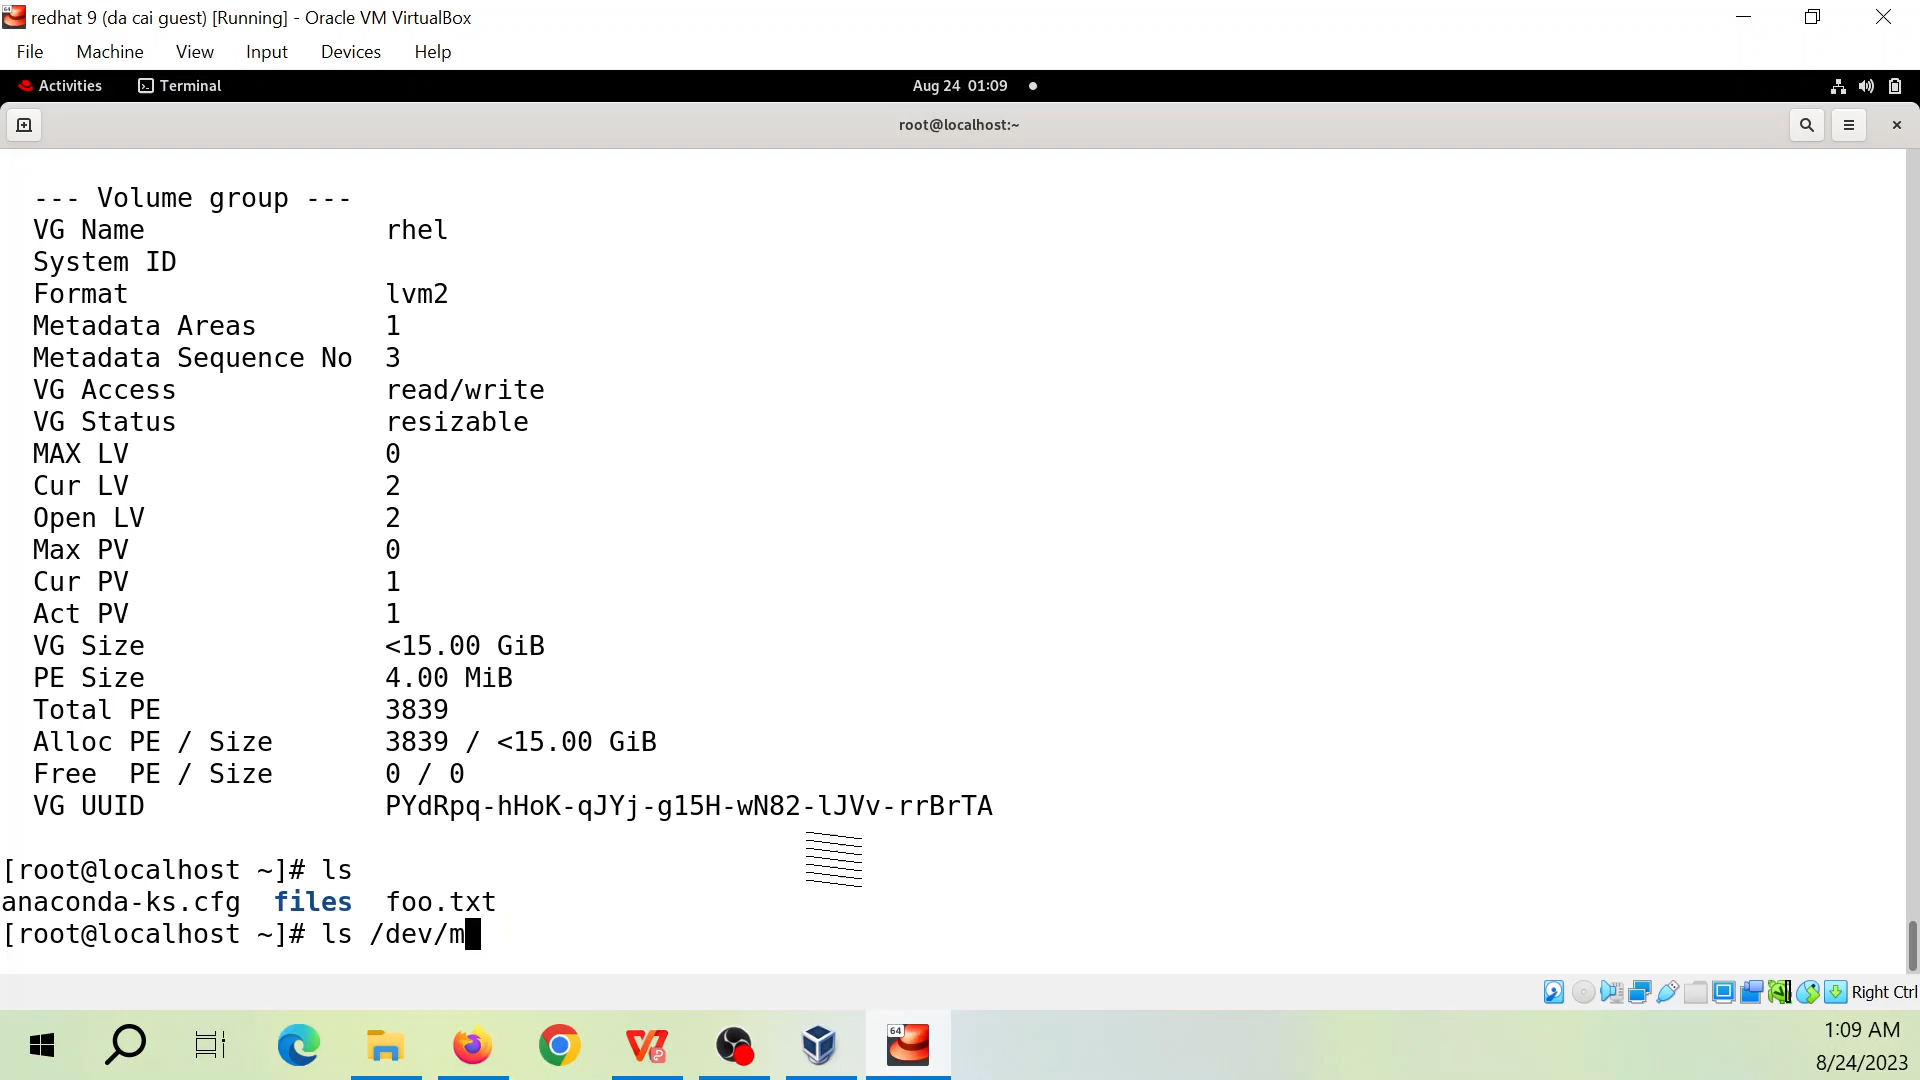 redhat 9 (da cai guest) [Running] - Oracle VM VirtualBox
File Machine View Input Devices Help
Activities Terminal Aug 24 01:09
root@localhost:~
--- Volume group ---
VG Name rhel
System ID
Format lvm2
Metadata Areas 1
Metadata Sequence No 3
VG Access read/write
VG Status resizable
MAX LV 0
Cur LV 2
Open LV 2
Max PV 0
Cur PV 1
Act PV 1
VG Size <15.00 GiB
PE Size 4.00 MiB
Total PE 3839
Alloc PE / Size 3839 / <15.00 GiB
Free PE / Size 0 / 0
VG UUID PYdRpq-hHoK-qJYj-g15H-wN82-lJVv-rrBrTA
[root@localhost ~]# ls
anaconda-ks.cfg files foo.txt
[root@localhost ~]# ls /dev/m
Right Ctrl
64
1:09 AM
8/24/2023